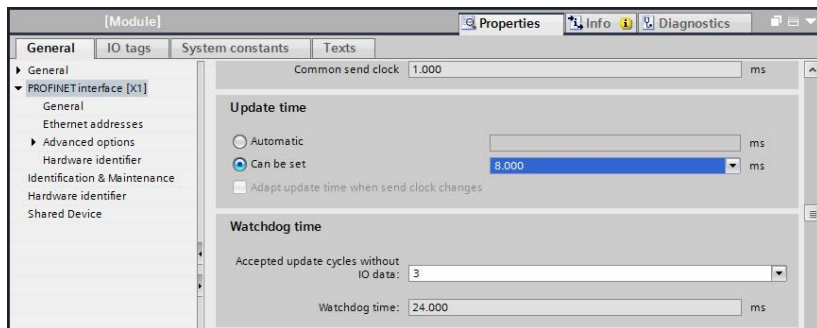 [Module]
Properties
Info
Diagnostics
General
IO tags
System constants
Texts
General
PROFINET interface [X1]
General
Ethernet addresses
Advanced options
Hardware identifier
Identification & Maintenance
Hardware identifier
Shared Device
Common send clock 1.000 ms
Update time
Automatic ms
Can be set 8.000 ms
Adapt update time when send clock changes
Watchdog time
Accepted update cycles without
IO data: 3
Watchdog time: 24.000 ms